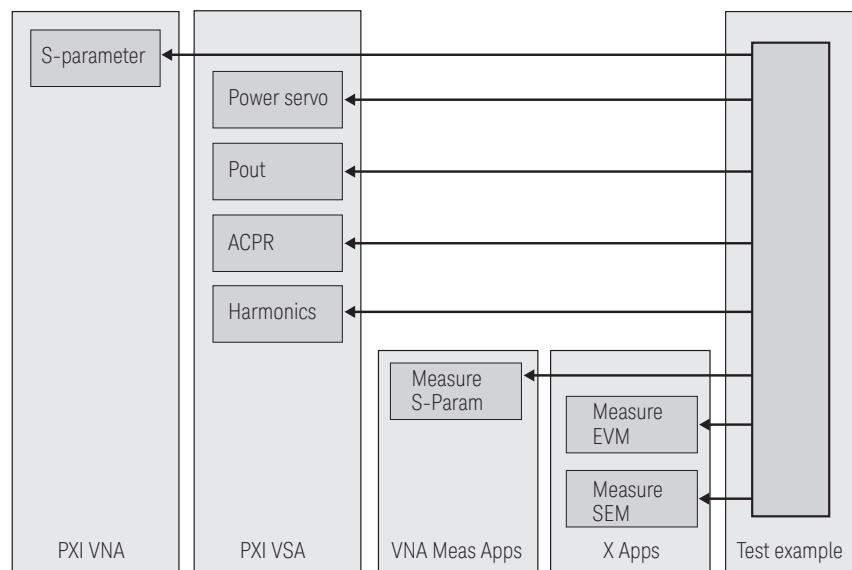 S-parameter
Power servo
Pout
ACPR
Harmonics
Measure
S-Param
Measure
EVM
Measure
SEM
PXI VNA
PXI VSA
VNA Meas Apps
X Apps
Test example